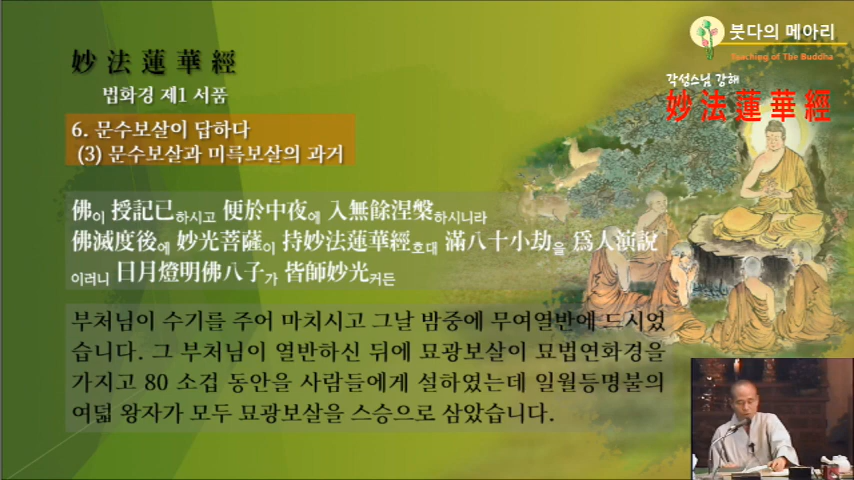 妙法蓮華經
법화경 제1 서품
6. 문수보살이 답하다
(3) 문수보살과 미륵보살의 과거
佛이 授記已하시고 便於中夜에 入無餘涅槃하시니라
佛滅度後에 妙光菩薩이 持妙法蓮華經호대 滿八十小劫을 爲人演說
이러니 日月燈明佛八子가 皆師妙光커든
부처님이 수기를 주어 마치시고 그날 밤중에 무여열반에 드시었
습니다. 그 부처님이 열반하신 뒤에 묘광보살이 묘법연화경을
가지고 80 소겁 동안을 사람들에게 설하였는데 일월등명불의
여덟 왕자가 모두 묘광보살을 스승으로 삼았습니다.
붓다의 메아리
Teaching of The Buddha
각성스님 강해
妙法蓮華經